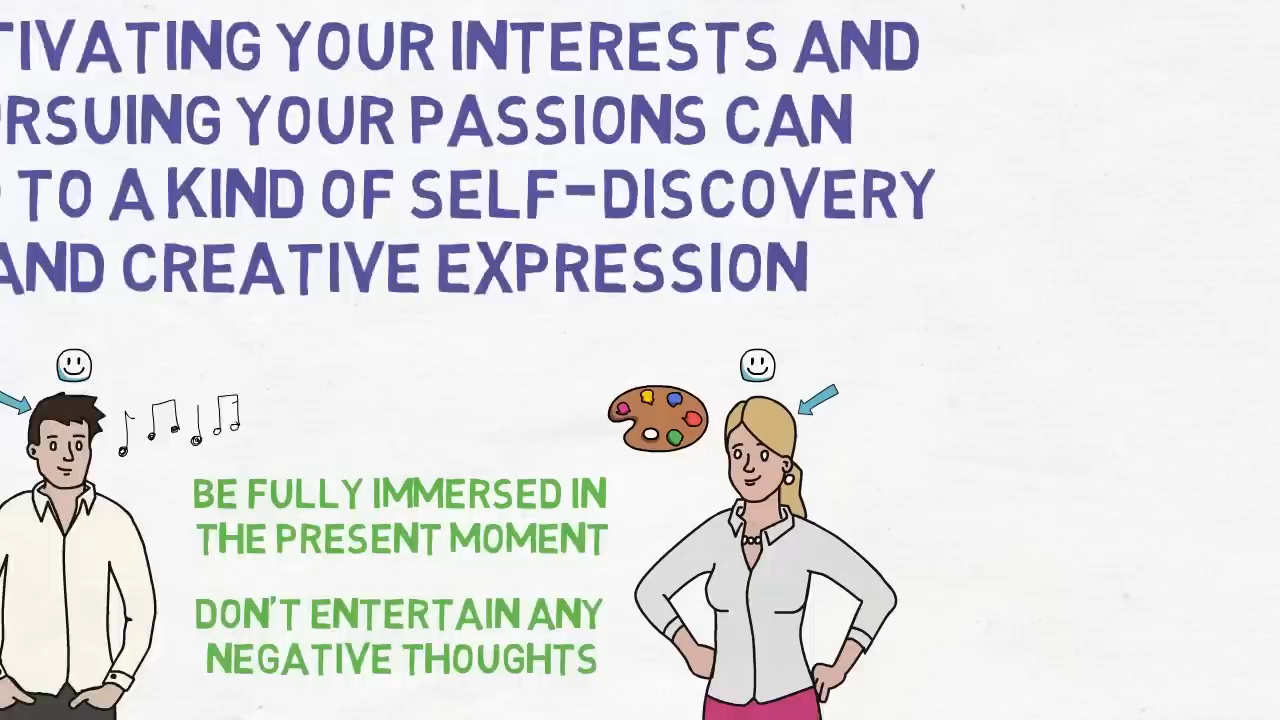 TIVATING YOUR INTERESTS AND
RSUING YOUR PASSIONS CAN
TO A KIND OF SELF-DISCOVERY
AND CREATIVE EXPRESSION
BE FULLY IMMERSED IN
THE PRESENT MOMENT
DON'T ENTERTAIN ANY
NEGATIVE THOUGHTS